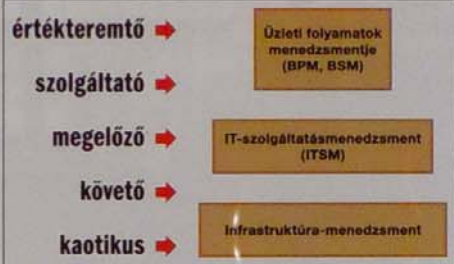 értékteremtő
Üzleti folyamatok
menedzsmentje
(BPM, BSM)
szolgáltató
megelőző
IT-szolgáltatásmenedzsment
(ITSM)
követő
Infrastruktúra-menedzsment
kaotikus